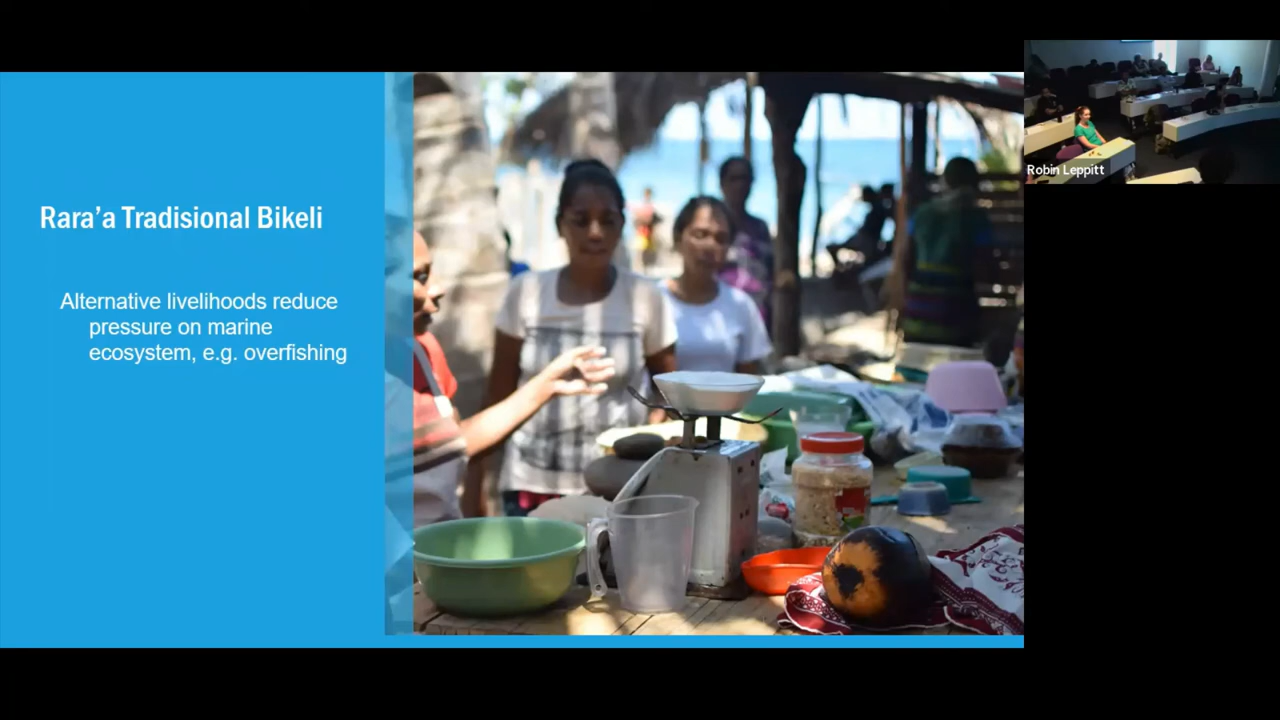 Rara’a Tradisional Bikeli
Alternative livelihoods reduce
pressure on marine
ecosystem, e.g. overfishing
Robin Leppitt